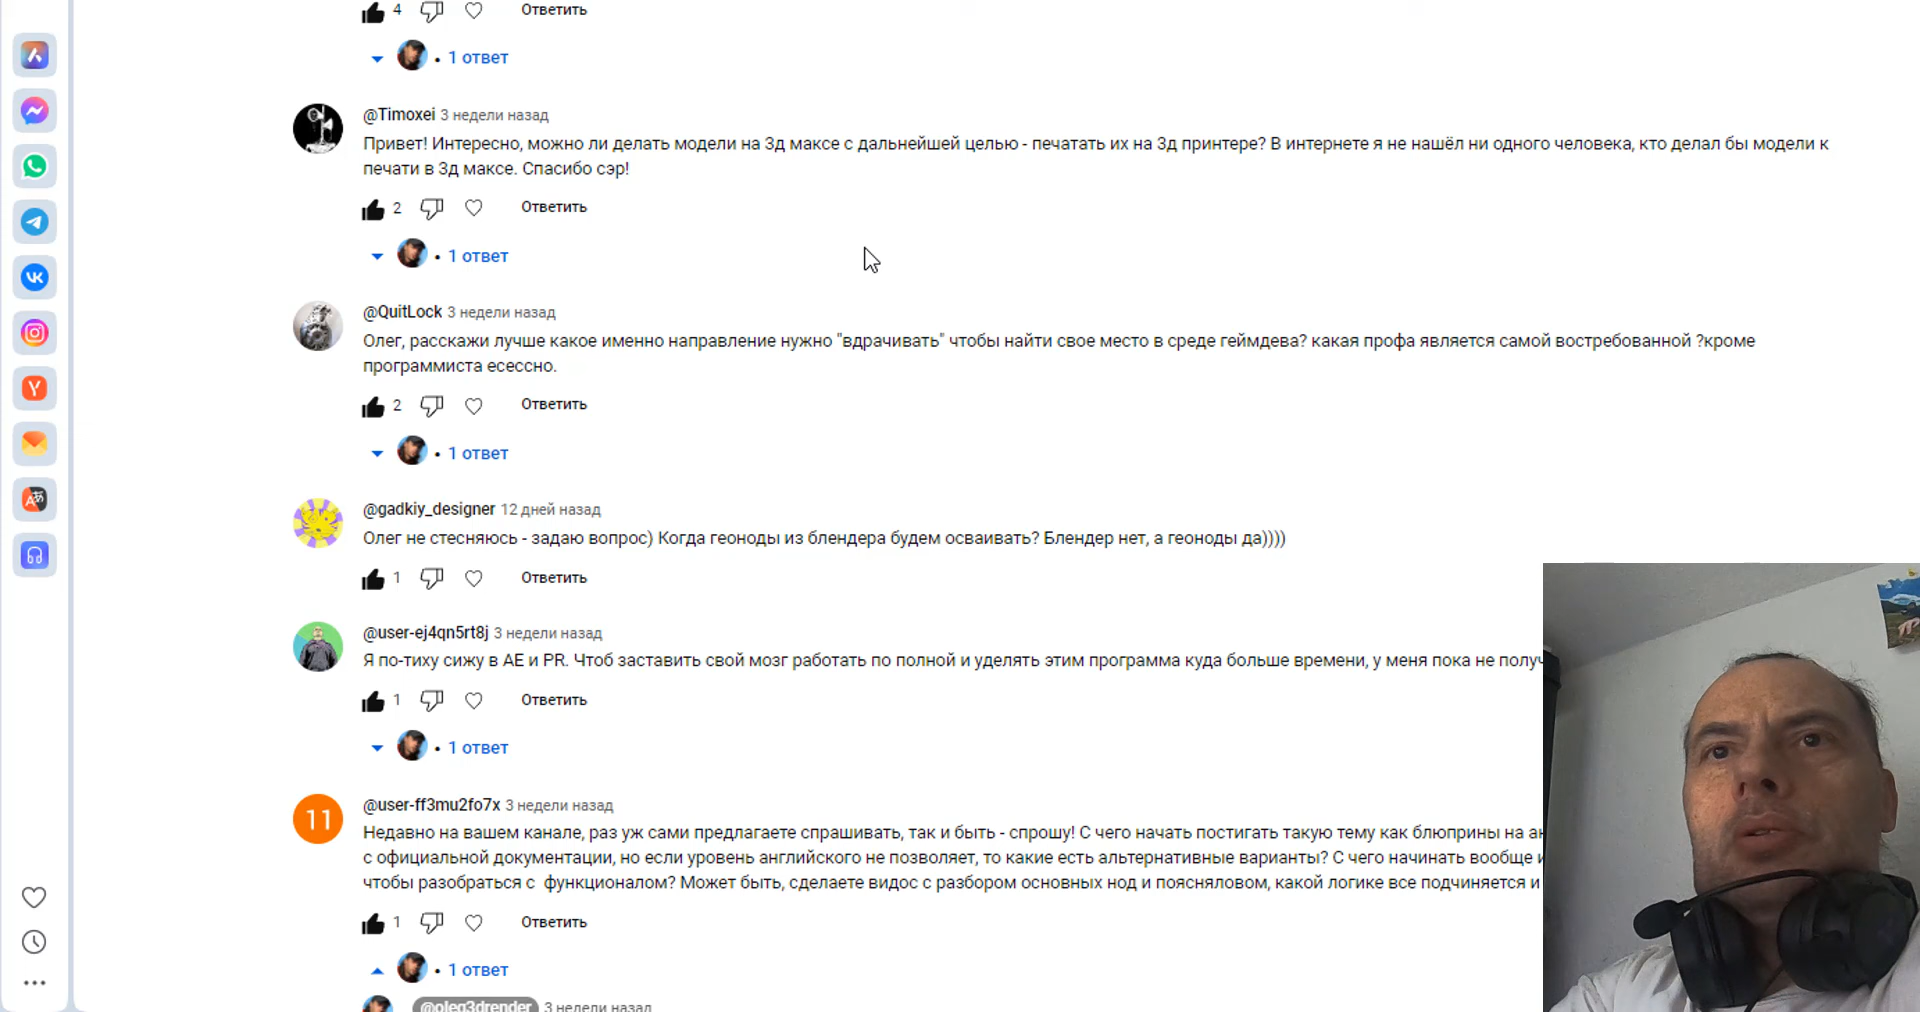 4 Ответить
• 1 ответ
@Timoxei 3 недели назад
Привет! Интересно, можно ли делать модели на 3д максе с дальнейшей целью - печатать их на 3д принтере? В интернете я не нашёл ни одного человека, кто делал бы модели к
печати в 3д максе. Спасибо сэр!
2 Ответить
• 1 ответ
@QuitLock 3 недели назад
Олег, расскажи лучше какое именно направление нужно "вдрачивать" чтобы найти свое место в среде геймдева? какая профа является самой востребованной ?кроме
программиста есессно.
2 Ответить
• 1 ответ
@gadkiy_designer 12 дней назад
Олег не стесняюсь - задаю вопрос) Когда геоноды из блендера будем осваивать? Блендер нет, а геоноды да))))
1 Ответить
@user-ej4qn5rt8j 3 недели назад
Я по-тиху сижу в AE и PR. Чтоб заставить свой мозг работать по полной и уделять этим программа куда больше времени, у меня пока не получ
1 Ответить
• 1 ответ
11
@user-ff3mu2fo7x 3 недели назад
Недавно на вашем канале, раз уж сами предлагаете спрашивать, так и быть - спрошу! С чего начать постигать такую тему как блюприны на ан
с официальной документации, но если уровень английского не позволяет, то какие есть альтернативные варианты? С чего начинать вообще и
чтобы разобраться с функционалом? Может быть, сделаете видос с разбором основных нод и поясняловом, какой логике все подчиняется и
1 Ответить
• 1 ответ
@oleg3drender 3 недели назад